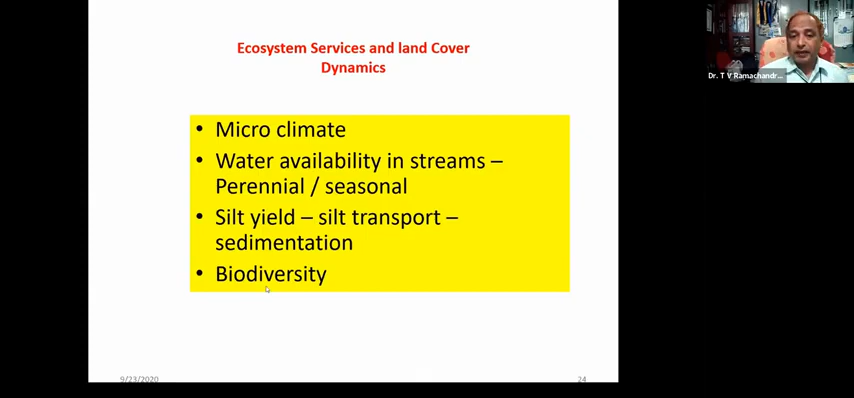 Ecosystem Services and land Cover
Dynamics
• Micro climate
• Water availability in streams –
Perennial / seasonal
• Silt yield – silt transport –
sedimentation
• Biodiversity
9/23/2020
24
Dr. T V Ramachandr...